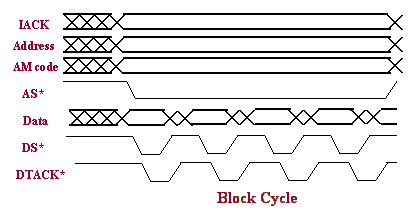 IACK
Address
AM code
AS*
Data
DS*
DTACK*
Block Cycle